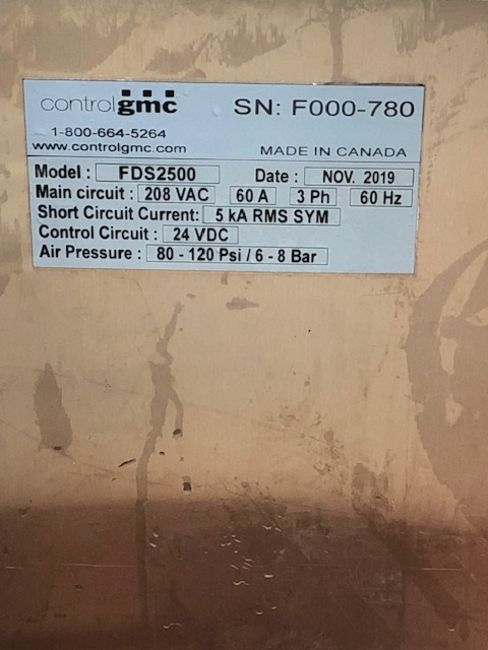 controlgmc SN: F000-780
1-800-664-5264
www.controlgmc.com MADE IN CANADA
Model : FDS2500 Date : NOV. 2019
Main circuit : 208 VAC 60 A 3 Ph 60 Hz
Short Circuit Current: 5 kA RMS SYM
Control Circuit : 24 VDC
Air Pressure : 80 - 120 Psi / 6 - 8 Bar